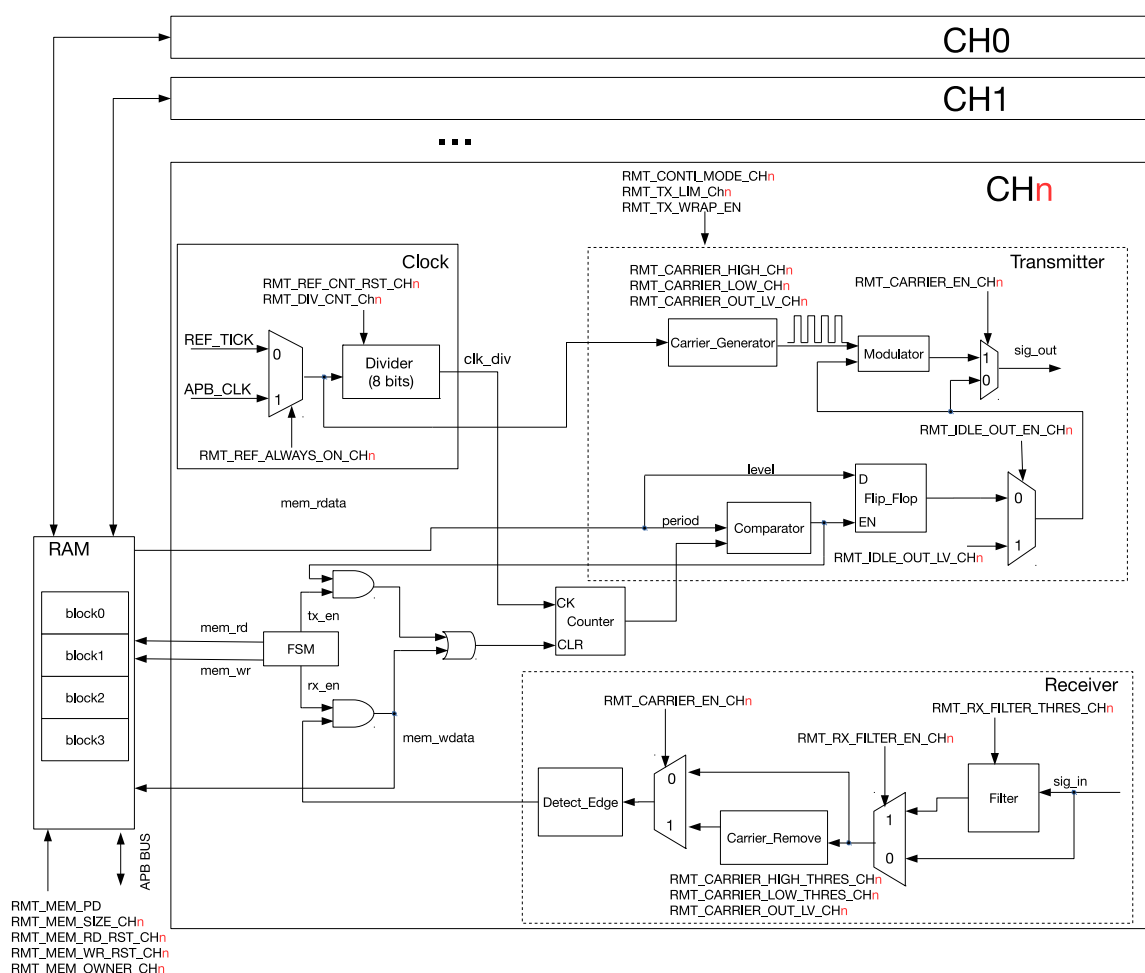 CH0
CH1
...
CHn
RMT_CONTI_MODE_CHn
RMT_TX_LIM_Chn
RMT_TX_WRAP_EN
Clock
RMT_REF_CNT_RST_CHn
RMT_DIV_CNT_Chn
REF_TICK
0
APB_CLK
1
Divider
(8 bits)
clk_div
RMT_REF_ALWAYS_ON_CHn
Transmitter
RMT_CARRIER_HIGH_CHn
RMT_CARRIER_LOW_CHn
RMT_CARRIER_OUT_LV_CHn
RMT_CARRIER_EN_CHn
Carrier_Generator
Modulator
1
0
sig_out
RMT_IDLE_OUT_EN_CHn
level
D
Flip_Flop
EN
0
1
period
Comparator
RMT_IDLE_OUT_LV_CHn
mem_rdata
RAM
block0
block1
block2
block3
mem_rd
mem_wr
tx_en
FSM
rx_en
CK
Counter
CLR
mem_wdata
Receiver
RMT_CARRIER_EN_CHn
RMT_RX_FILTER_THRES_CHn
RMT_RX_FILTER_EN_CHn
Detect_Edge
0
1
Carrier_Remove
1
0
Filter
sig_in
RMT_CARRIER_HIGH_THRES_CHn
RMT_CARRIER_LOW_THRES_CHn
RMT_CARRIER_OUT_LV_CHn
APB BUS
RMT_MEM_PD
RMT_MEM_SIZE_CHn
RMT_MEM_RD_RST_CHn
RMT_MEM_WR_RST_CHn
RMT_MEM_OWNER_CHn